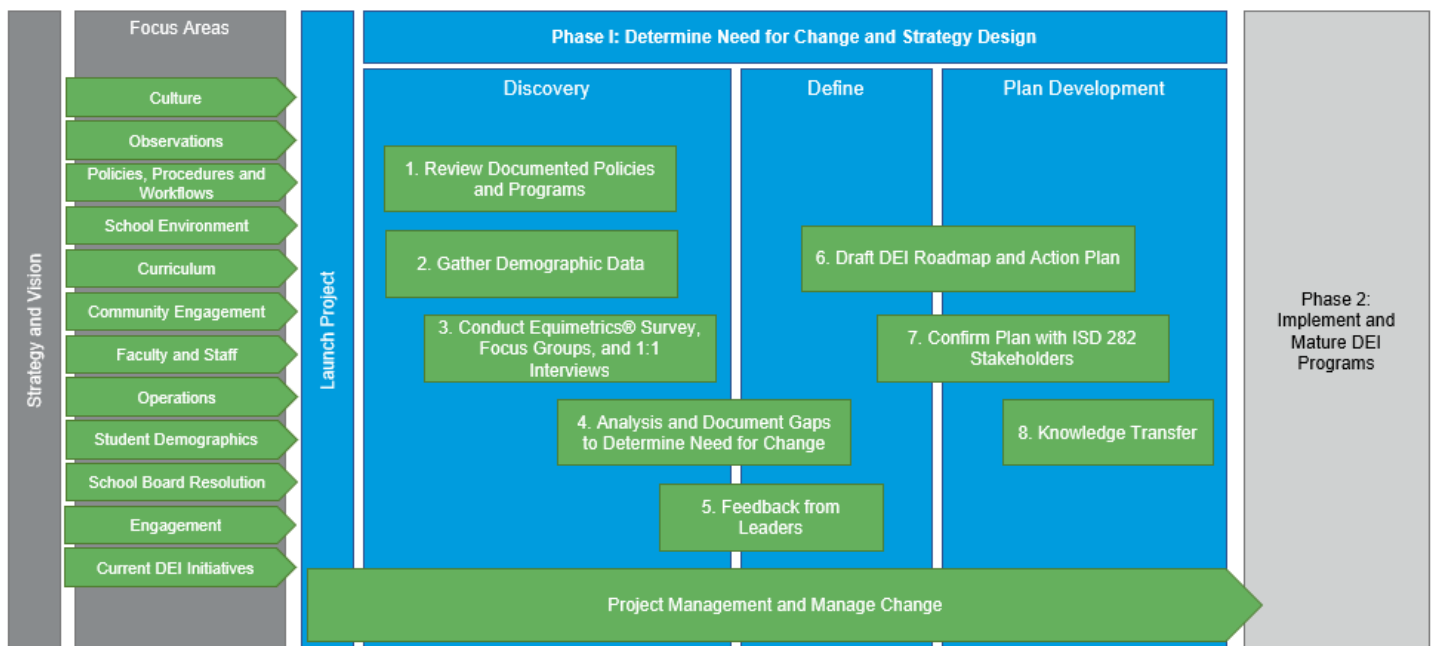 Strategy and Vision
Focus Areas
Culture
Observations
Policies, Procedures and
Workflows
School Environment
Curriculum
Community Engagement
Faculty and Staff
Operations
Student Demographics
School Board Resolution
Engagement
Current DEI Initiatives
Launch Project
Phase I: Determine Need for Change and Strategy Design
Discovery
1. Review Documented Policies
and Programs
2. Gather Demographic Data
3. Conduct Equimetrics® Survey,
Focus Groups, and 1:1
Interviews
4. Analysis and Document Gaps
to Determine Need for Change
5. Feedback from
Leaders
Define
6. Draft DEI Roadmap and Action Plan
Plan Development
7. Confirm Plan with ISD 282
Stakeholders
8. Knowledge Transfer
Project Management and Manage Change
Phase 2:
Implement and
Mature DEI
Programs